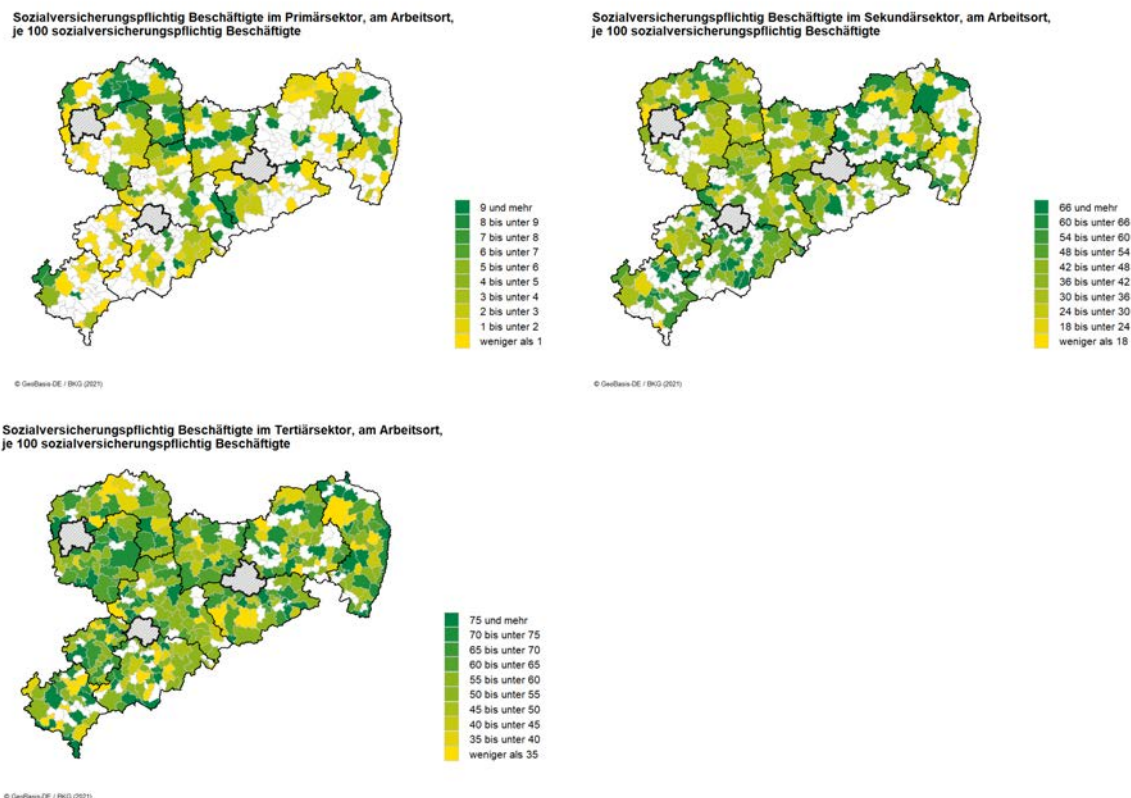 Sozialversicherungspflichtig Beschäftigte im Primärsektor, am Arbeitsort,
je 100 sozialversicherungspflichtig Beschäftigte
9 und mehr
8 bis unter 9
7 bis unter 8
6 bis unter 7
5 bis unter 6
4 bis unter 5
3 bis unter 4
2 bis unter 3
1 bis unter 2
weniger als 1
© GeoBasis-DE / BKG (2021)
Sozialversicherungspflichtig Beschäftigte im Sekundärsektor, am Arbeitsort,
je 100 sozialversicherungspflichtig Beschäftigte
66 und mehr
60 bis unter 66
54 bis unter 60
48 bis unter 54
42 bis unter 48
36 bis unter 42
30 bis unter 36
24 bis unter 30
18 bis unter 24
weniger als 18
© GeoBasis-DE / BKG (2021)
Sozialversicherungspflichtig Beschäftigte im Tertiärsektor, am Arbeitsort,
je 100 sozialversicherungspflichtig Beschäftigte
75 und mehr
70 bis unter 75
65 bis unter 70
60 bis unter 65
55 bis unter 60
50 bis unter 55
45 bis unter 50
40 bis unter 45
35 bis unter 40
weniger als 35
© GeoBasis-DE / BKG (2021)